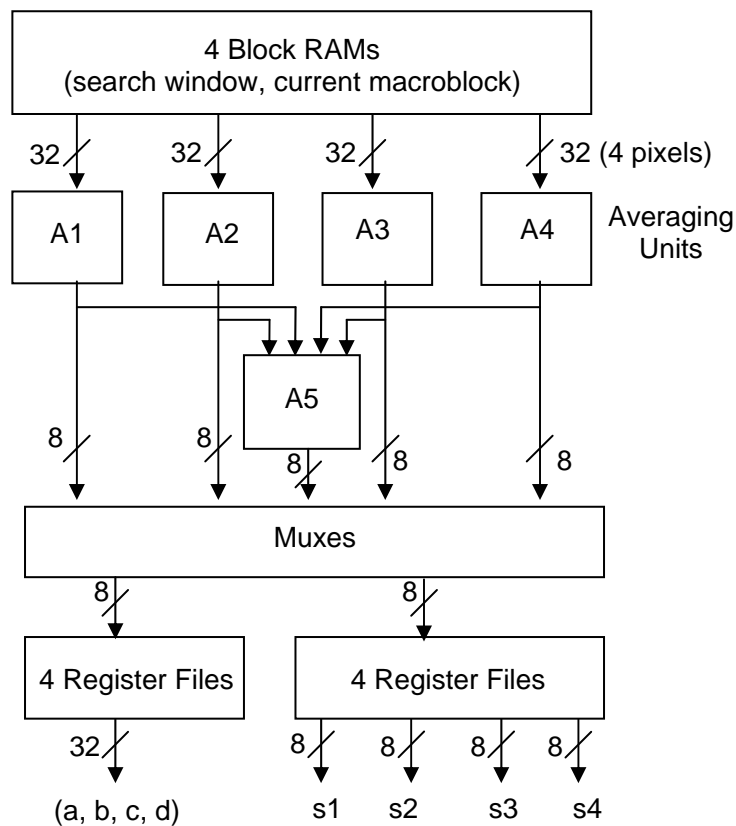 4 Block RAMs
(search window, current macroblock)
32
32
32
32 (4 pixels)
A1
A2
A3
A4
Averaging
Units
A5
8
8
8
8
8
Muxes
8
8
4 Register Files
4 Register Files
32
8
8
8
8
(a, b, c, d)
s1
s2
s3
s4